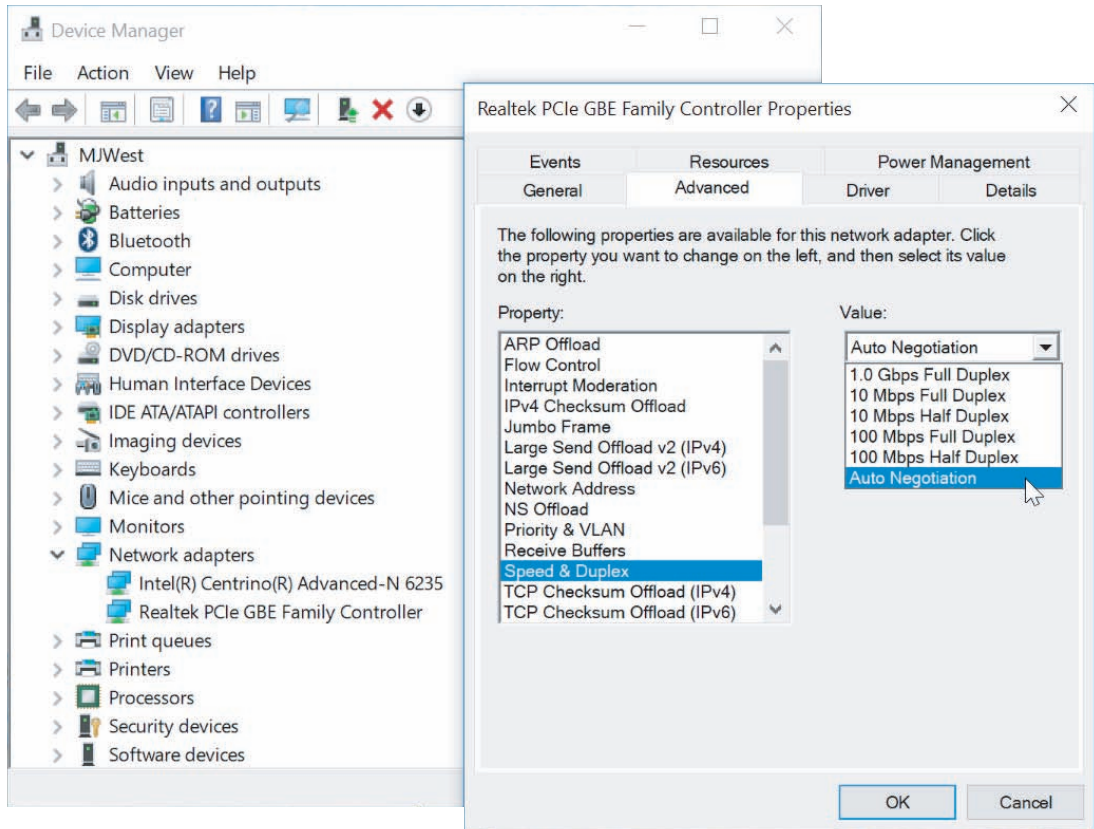 Device Manager
File Action View Help
MJWest
Audio inputs and outputs
Batteries
Bluetooth
Computer
Disk drives
Display adapters
DVD/CD-ROM drives
Human Interface Devices
IDE ATA/ATAPI controllers
Imaging devices
Keyboards
Mice and other pointing devices
Monitors
Network adapters
Intel(R) Centrino(R) Advanced-N 6235
Realtek PCIe GBE Family Controller
Print queues
Printers
Processors
Security devices
Software devices
Realtek PCIe GBE Family Controller Properties
Events Resources Power Management
General Advanced Driver Details
The following properties are available for this network adapter. Click
the property you want to change on the left, and then select its value
on the right.
Property:
ARP Offload
Flow Control
Interrupt Moderation
IPv4 Checksum Offload
Jumbo Frame
Large Send Offload v2 (IPv4)
Large Send Offload v2 (IPv6)
Network Address
NS Offload
Priority & VLAN
Receive Buffers
Speed & Duplex
TCP Checksum Offload (IPv4)
TCP Checksum Offload (IPv6)
Value:
Auto Negotiation
1.0 Gbps Full Duplex
10 Mbps Full Duplex
10 Mbps Half Duplex
100 Mbps Full Duplex
100 Mbps Half Duplex
Auto Negotiation
OK Cancel